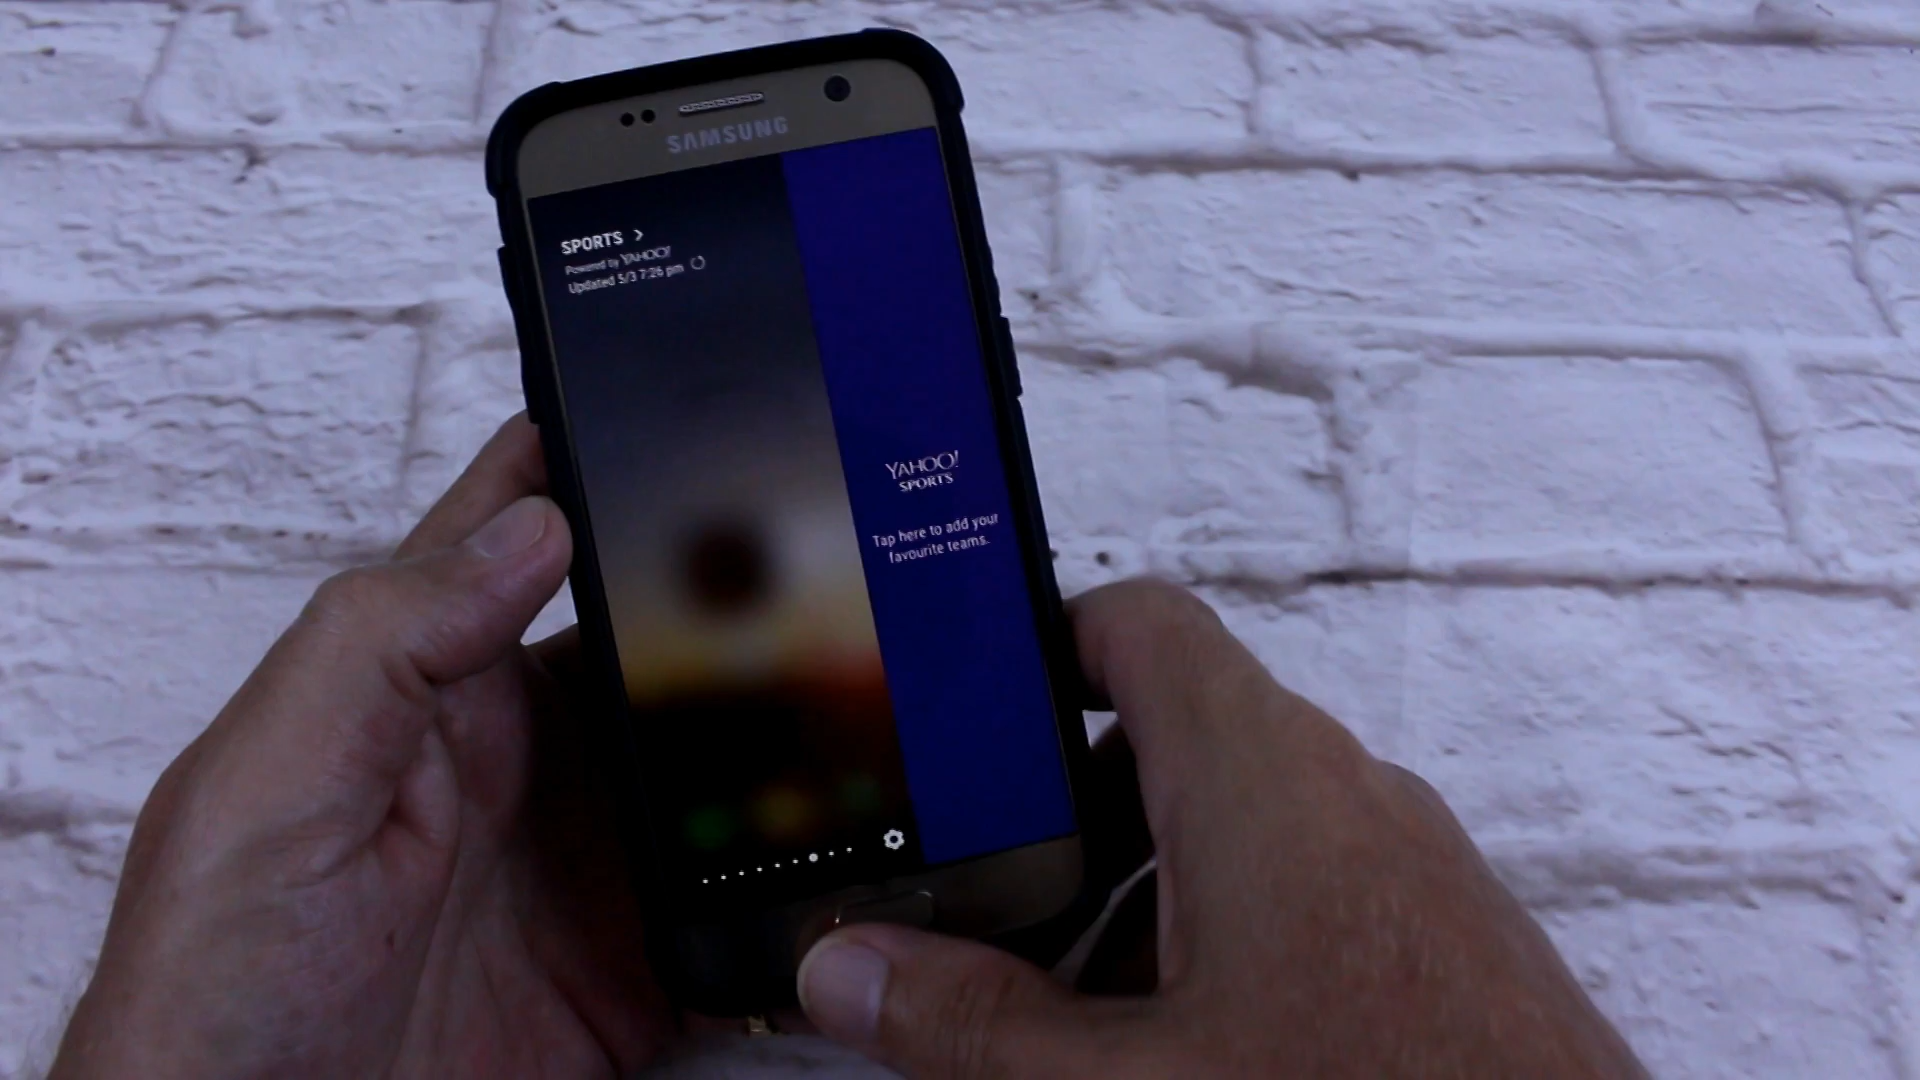 SAMSUNG
SPORTS >
Powered by YAHOO!
Updated 5/3 7:26 pm
YAHOO!
SPORTS
Tap here to add your
favourite teams.